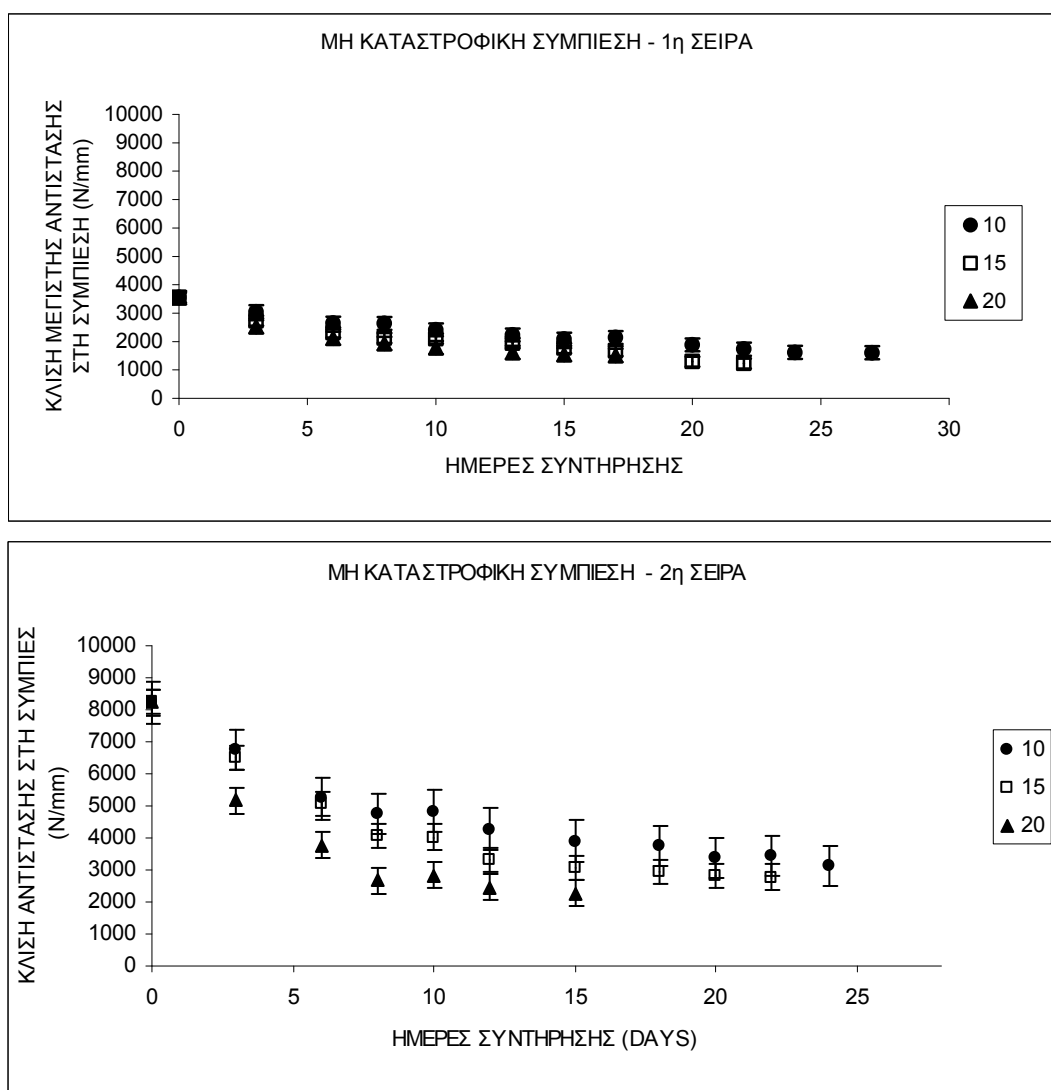 ΜΗ ΚΑΤΑΣΤΡΟΦΙΚΗ ΣΥΜΠΙΕΣΗ - 1η ΣΕΙΡΑ
ΚΛΙΣΗ ΜΕΓΙΣΤΗΣ ΑΝΤΙΣΤΑΣΗΣ
ΣΤΗ ΣΥΜΠΙΕΣΗ (N/mm)
10000
9000
8000
7000
6000
5000
4000
3000
2000
1000
0
0 5 10 15 20 25 30
ΗΜΕΡΕΣ ΣΥΝΤΗΡΗΣΗΣ
10
15
20
ΜΗ ΚΑΤΑΣΤΡΟΦΙΚΗ ΣΥΜΠΙΕΣΗ - 2η ΣΕΙΡΑ
ΚΛΙΣΗ ΑΝΤΙΣΤΑΣΗΣ ΣΤΗ ΣΥΜΠΙΕΣ
(N/mm)
10000
9000
8000
7000
6000
5000
4000
3000
2000
1000
0
0 5 10 15 20 25
ΗΜΕΡΕΣ ΣΥΝΤΗΡΗΣΗΣ (DAYS)
10
15
20